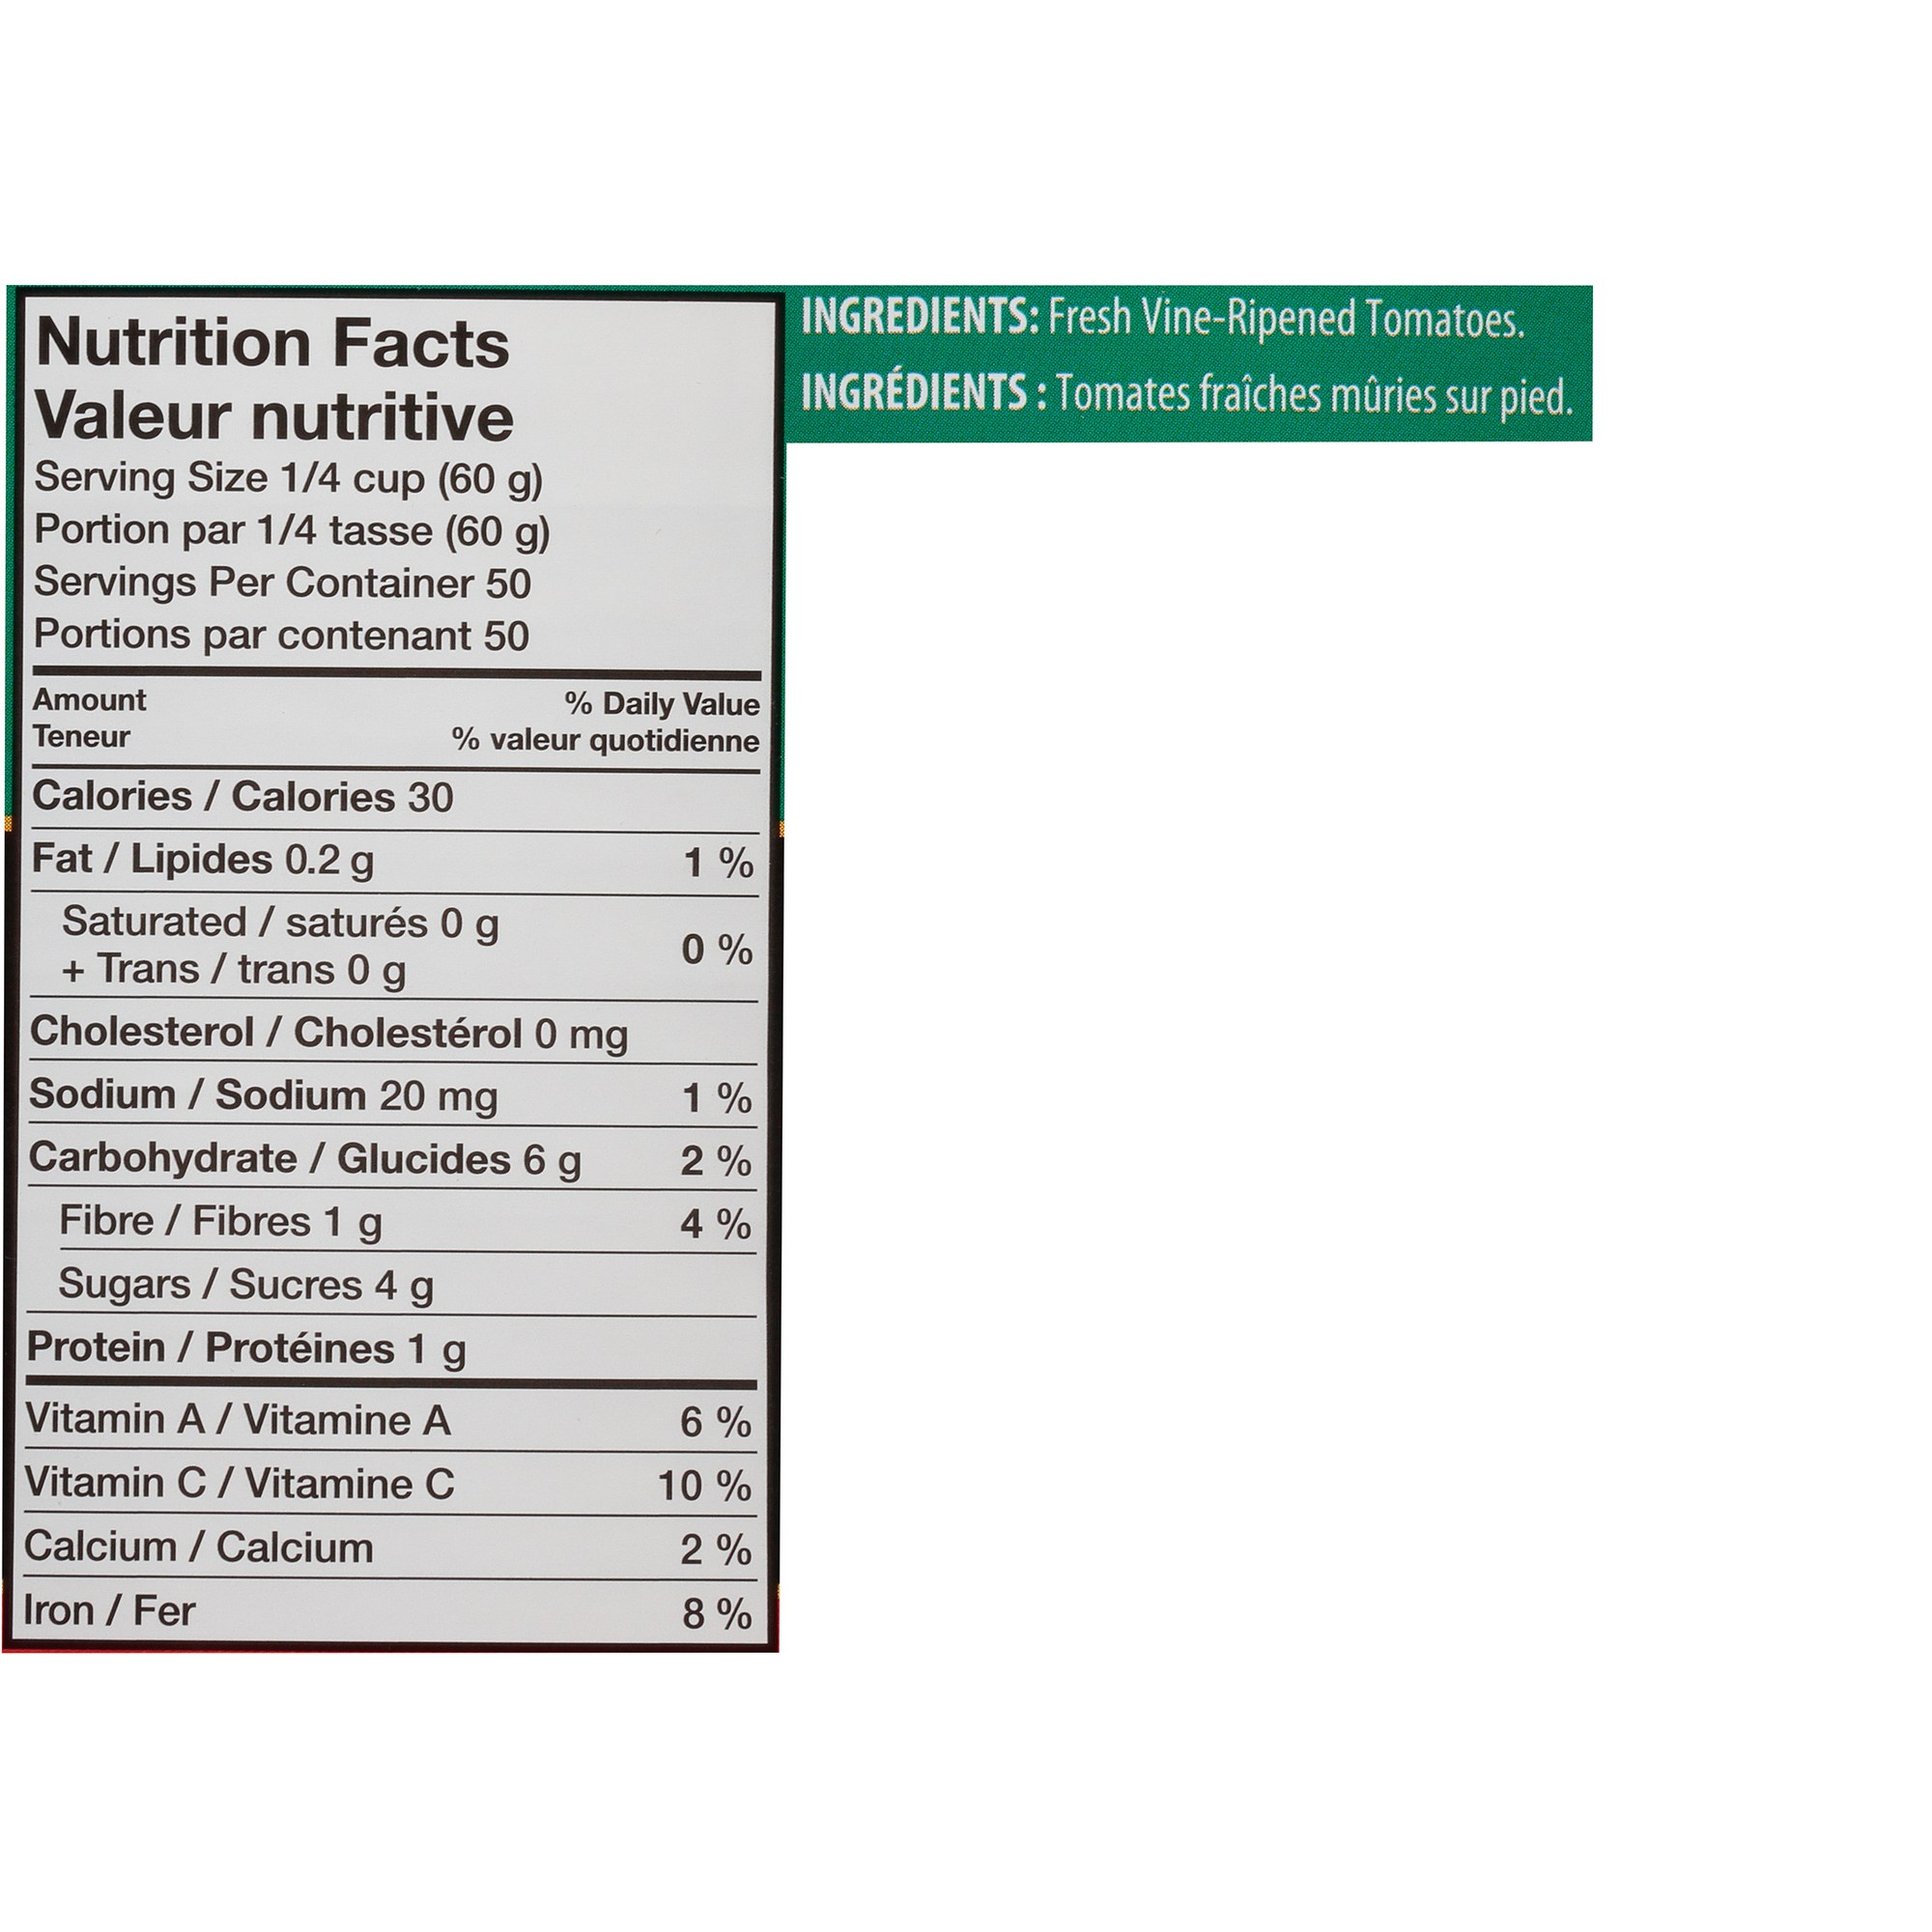 Nutrition Facts
Valeur nutritive
Serving Size 1/4 cup (60 g)
Portion par 1/4 tasse (60 g)
Servings Per Container 50
Portions par contenant 50
Amount % Daily Value
Teneur % valeur quotidienne
Calories / Calories 30
Fat / Lipides 0.2 g 1 %
Saturated / saturés 0 g
+ Trans / trans 0 g 0 %
Cholesterol / Cholestérol 0 mg
Sodium / Sodium 20 mg 1 %
Carbohydrate / Glucides 6 g 2 %
Fibre / Fibres 1 g 4 %
Sugars / Sucres 4 g
Protein / Protéines 1 g
Vitamin A / Vitamine A 6 %
Vitamin C / Vitamine C 10 %
Calcium / Calcium 2 %
Iron / Fer 8 %
INGREDIENTS: Fresh Vine-Ripened Tomatoes.
INGRÉDIENTS : Tomates fraîches mûries sur pied.